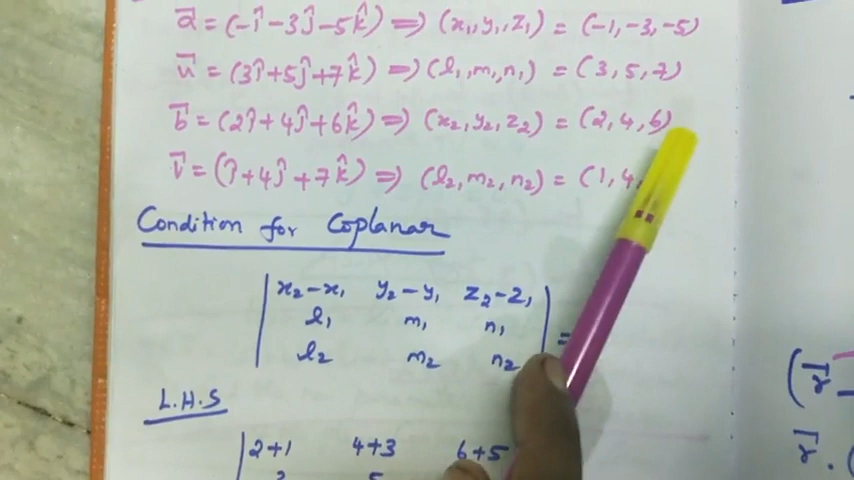 a⃗ = (-î-3ĵ-5k̂) ⇒ (x₁, y₁, z₁) = (-1, -3, -5)
u⃗ = (3î+5ĵ+7k̂) ⇒ (l₁, m₁, n₁) = (3, 5, 7)
b⃗ = (2î+4ĵ+6k̂) ⇒ (x₂, y₂, z₂) = (2, 4, 6)
v⃗ = (î+4ĵ+7k̂) ⇒ (l₂, m₂, n₂) = (1, 4,
Condition for Coplanar
| x₂-x₁ y₂-y₁ z₂-z₁ |
| l₁ m₁ n₁ | =
| l₂ m₂ n₂ |
L.H.S
| 2+1 4+3 6+5
(r⃗
r⃗ . (